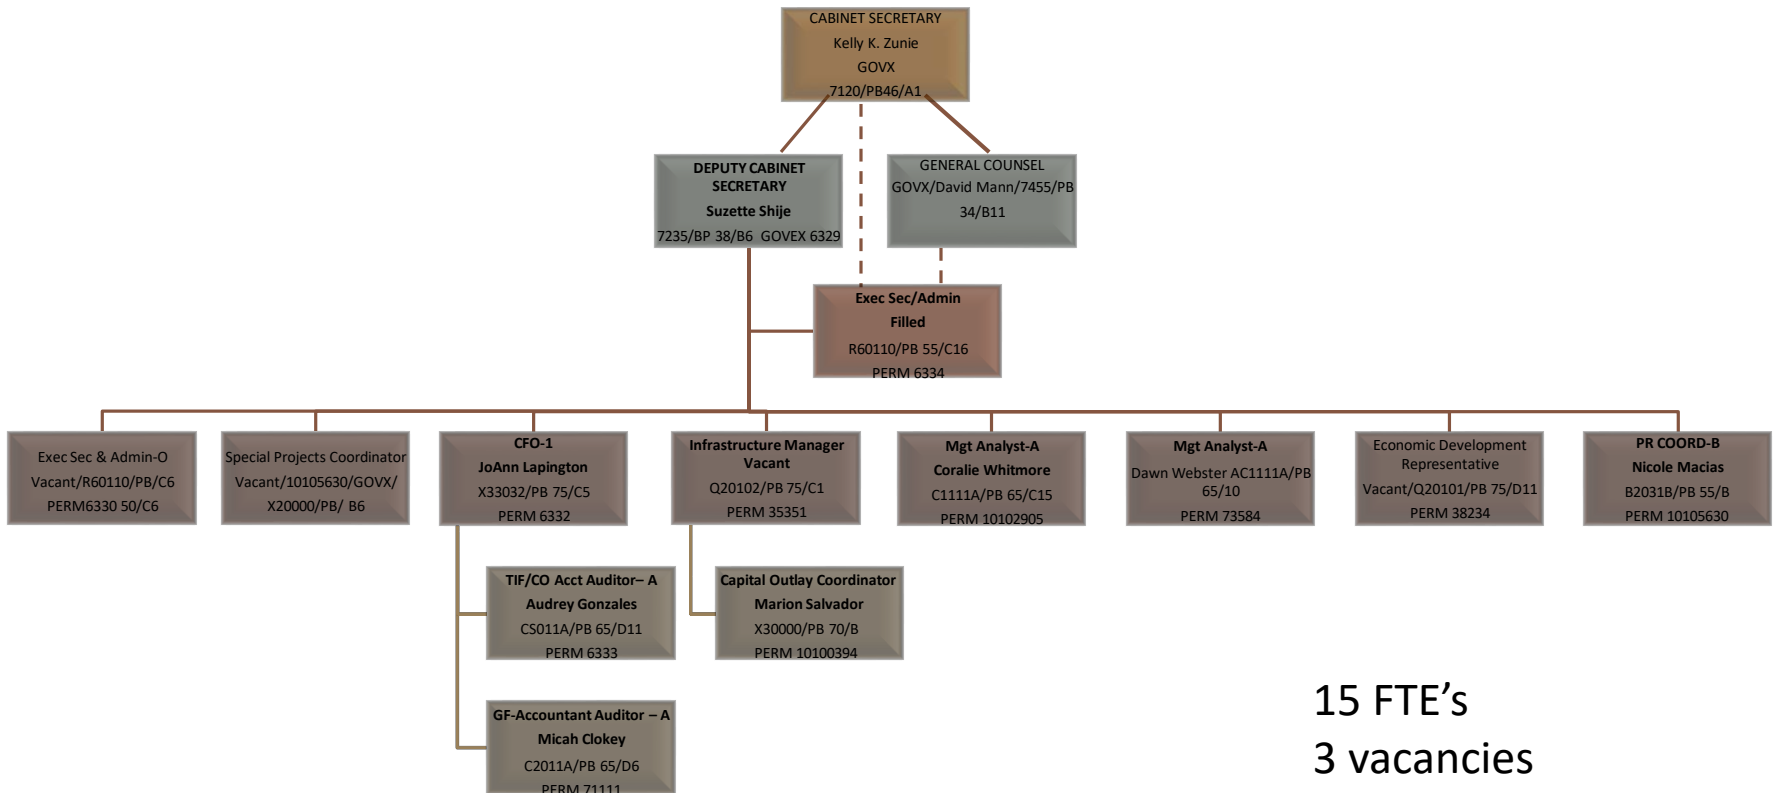 CABINET SECRETARY
Kelly K. Zunie
GOVX
7120/PB46/A1
DEPUTY CABINET
SECRETARY
Suzette Shije
7235/BP 38/B6 GOVEX 6329
GENERAL COUNSEL
GOVX/David Mann/7455/PB
34/B11
Exec Sec/Admin
Filled
R60110/PB 55/C16
PERM 6334
Exec Sec & Admin-O
Vacant/R60110/PB/C6
PERM6330 50/C6
Special Projects Coordinator
Vacant/10105630/GOVX/
X20000/PB/ B6
CFO-1
JoAnn Lapington
X33032/PB 75/C5
PERM 6332
Infrastructure Manager
Vacant
Q20102/PB 75/C1
PERM 35351
Mgt Analyst-A
Coralie Whitmore
C1111A/PB 65/C15
PERM 10102905
Mgt Analyst-A
Dawn Webster AC1111A/PB
65/10
PERM 73584
Economic Development
Representative
Vacant/Q20101/PB 75/D11
PERM 38234
PR COORD-B
Nicole Macias
B2031B/PB 55/B
PERM 10105630
TIF/CO Acct Auditor– A
Audrey Gonzales
CS011A/PB 65/D11
PERM 6333
Capital Outlay Coordinator
Marion Salvador
X30000/PB 70/B
PERM 10100394
GF-Accountant Auditor – A
Micah Clokey
C2011A/PB 65/D6
PERM 71111
15 FTE's
3 vacancies